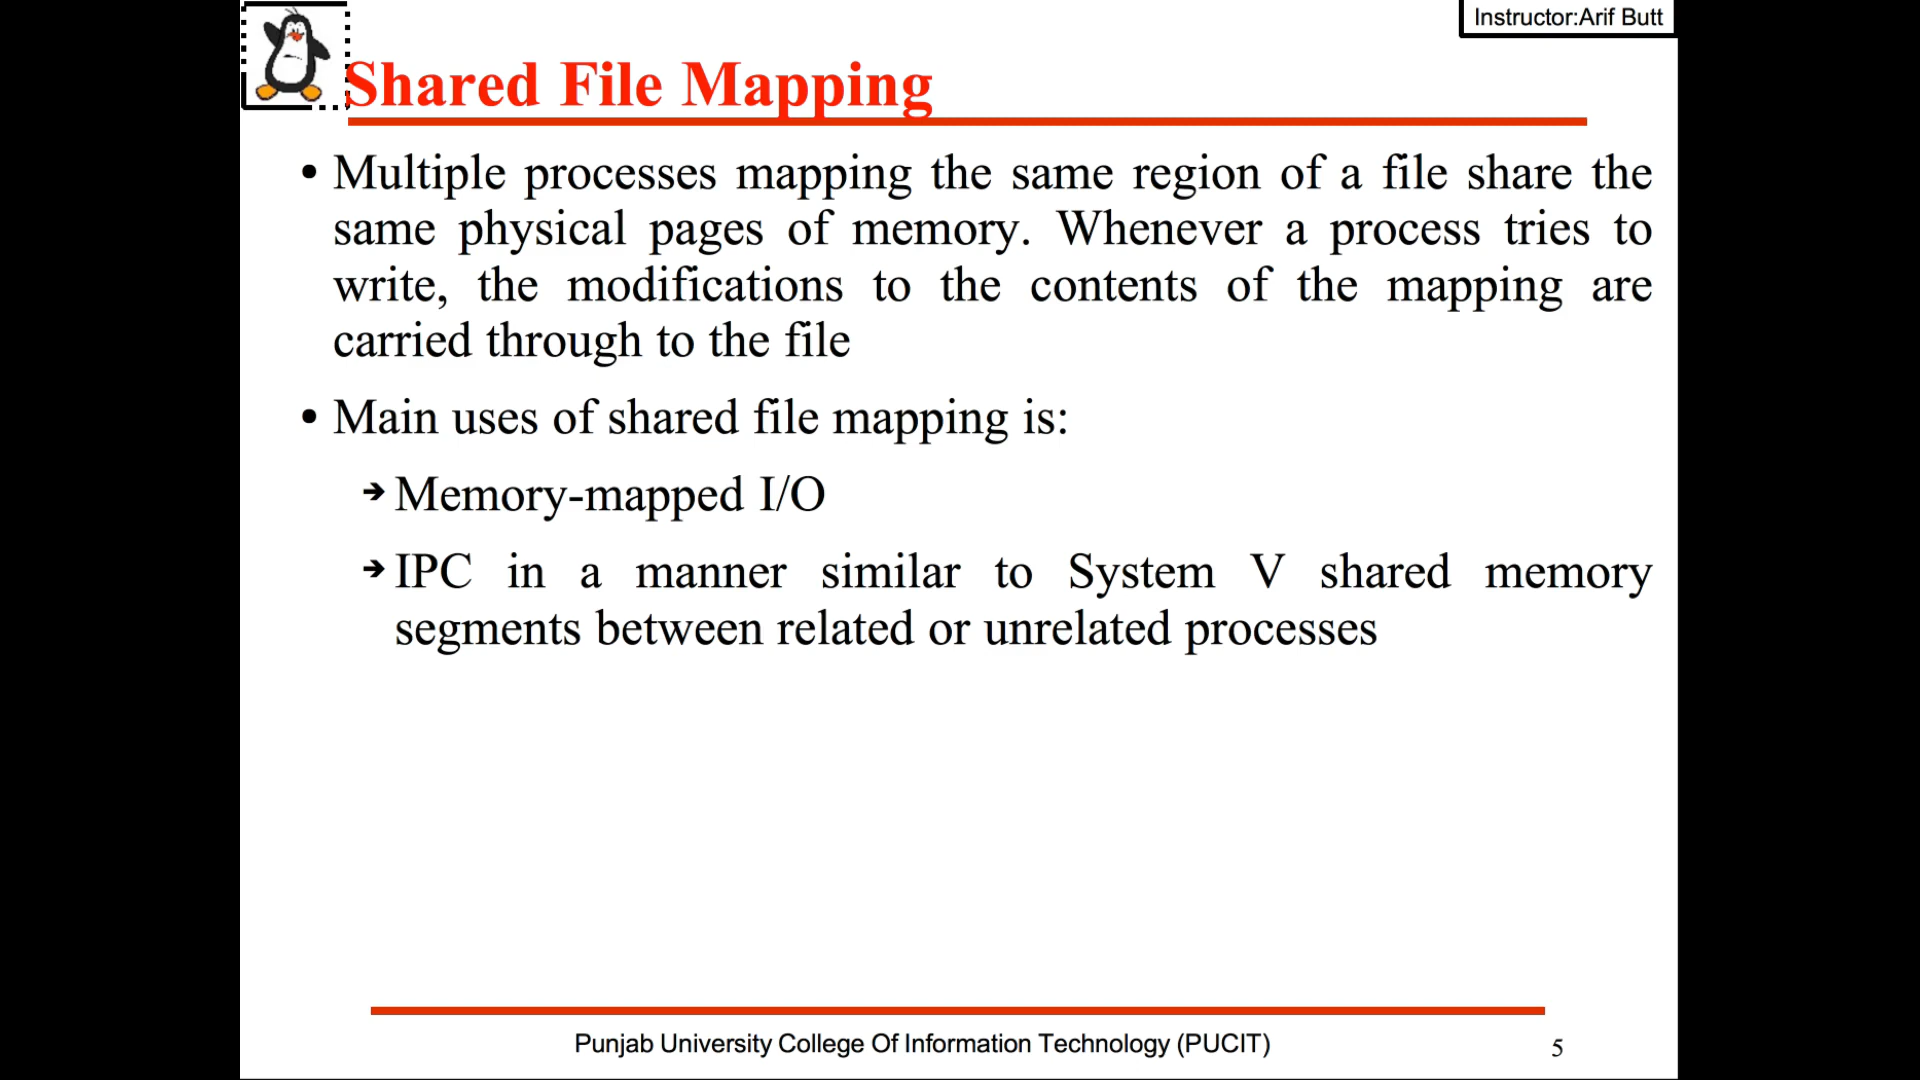 Instructor:Arif Butt
Shared File Mapping
• Multiple processes mapping the same region of a file share the
same physical pages of memory. Whenever a process tries to
write, the modifications to the contents of the mapping are
carried through to the file
• Main uses of shared file mapping is:
➔ Memory-mapped I/O
➔ IPC in a manner similar to System V shared memory
segments between related or unrelated processes
Punjab University College Of Information Technology (PUCIT)
5